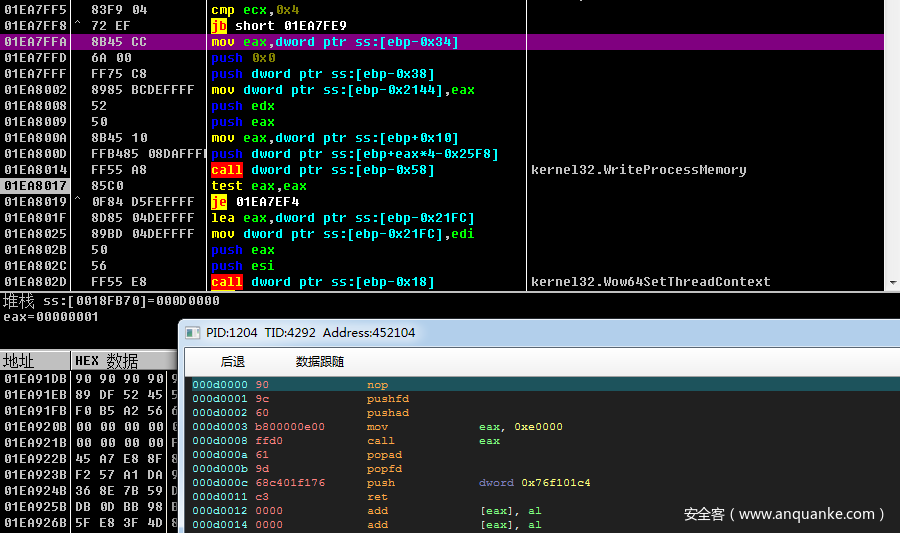 01EA7FF5 83F9 04 cmp ecx,0x4
01EA7FF8 ^ 72 EF jb short 01EA7FE9
01EA7FFA 8B45 CC mov eax,dword ptr ss:[ebp-0x34]
01EA7FFD 6A 00 push 0x0
01EA7FFF FF75 C8 push dword ptr ss:[ebp-0x38]
01EA8002 8985 BCDEFFFF mov dword ptr ss:[ebp-0x2144],eax
01EA8008 52 push edx
01EA8009 50 push eax
01EA800A 8B45 10 mov eax,dword ptr ss:[ebp+0x10]
01EA800D FFB485 08DAFFF push dword ptr ss:[ebp+eax*4-0x25F8]
01EA8014 FF55 A8 call dword ptr ss:[ebp-0x58] kernel32.WriteProcessMemory
01EA8017 85C0 test eax,eax
01EA8019 ^ 0F84 D5FEFFFF je 01EA7EF4
01EA801F 8D85 04DEFFFF lea eax,dword ptr ss:[ebp-0x21FC]
01EA8025 89BD 04DEFFFF mov dword ptr ss:[ebp-0x21FC],edi
01EA802B 50 push eax
01EA802C 56 push esi
01EA802D FF55 E8 call dword ptr ss:[ebp-0x18] kernel32.Wow64SetThreadContext
堆栈 ss:[0018FB70]=000D0000
eax=00000001
地址 HEX 数据
01EA91DB 90 90 90 90
01EA91EB 89 DF 52 45
01EA91FB F0 B5 A2 56
01EA920B 00 00 00 00
01EA921B 00 00 00 00
01EA922B 45 A7 E8 8F
01EA923B F2 57 A1 DA
01EA924B 36 8E 7B 59
01EA925B DB 0D BB 98
01EA926B 5F E8 3F 4D
PID:1204 TID:4292 Address:452104
后退 数据跟随
000d0000 90 nop
000d0001 9c pushfd
000d0002 60 pushad
000d0003 b800000e00 mov eax, 0xe0000
000d0008 ffd0 call eax
000d000a 61 popad
000d000b 9d popfd
000d000c 68c401f176 push dword 0x76f101c4
000d0011 c3 ret
000d0012 0000 add [eax], al
000d0014 0000 add [eax], al
安全客（www.anquanke.com）